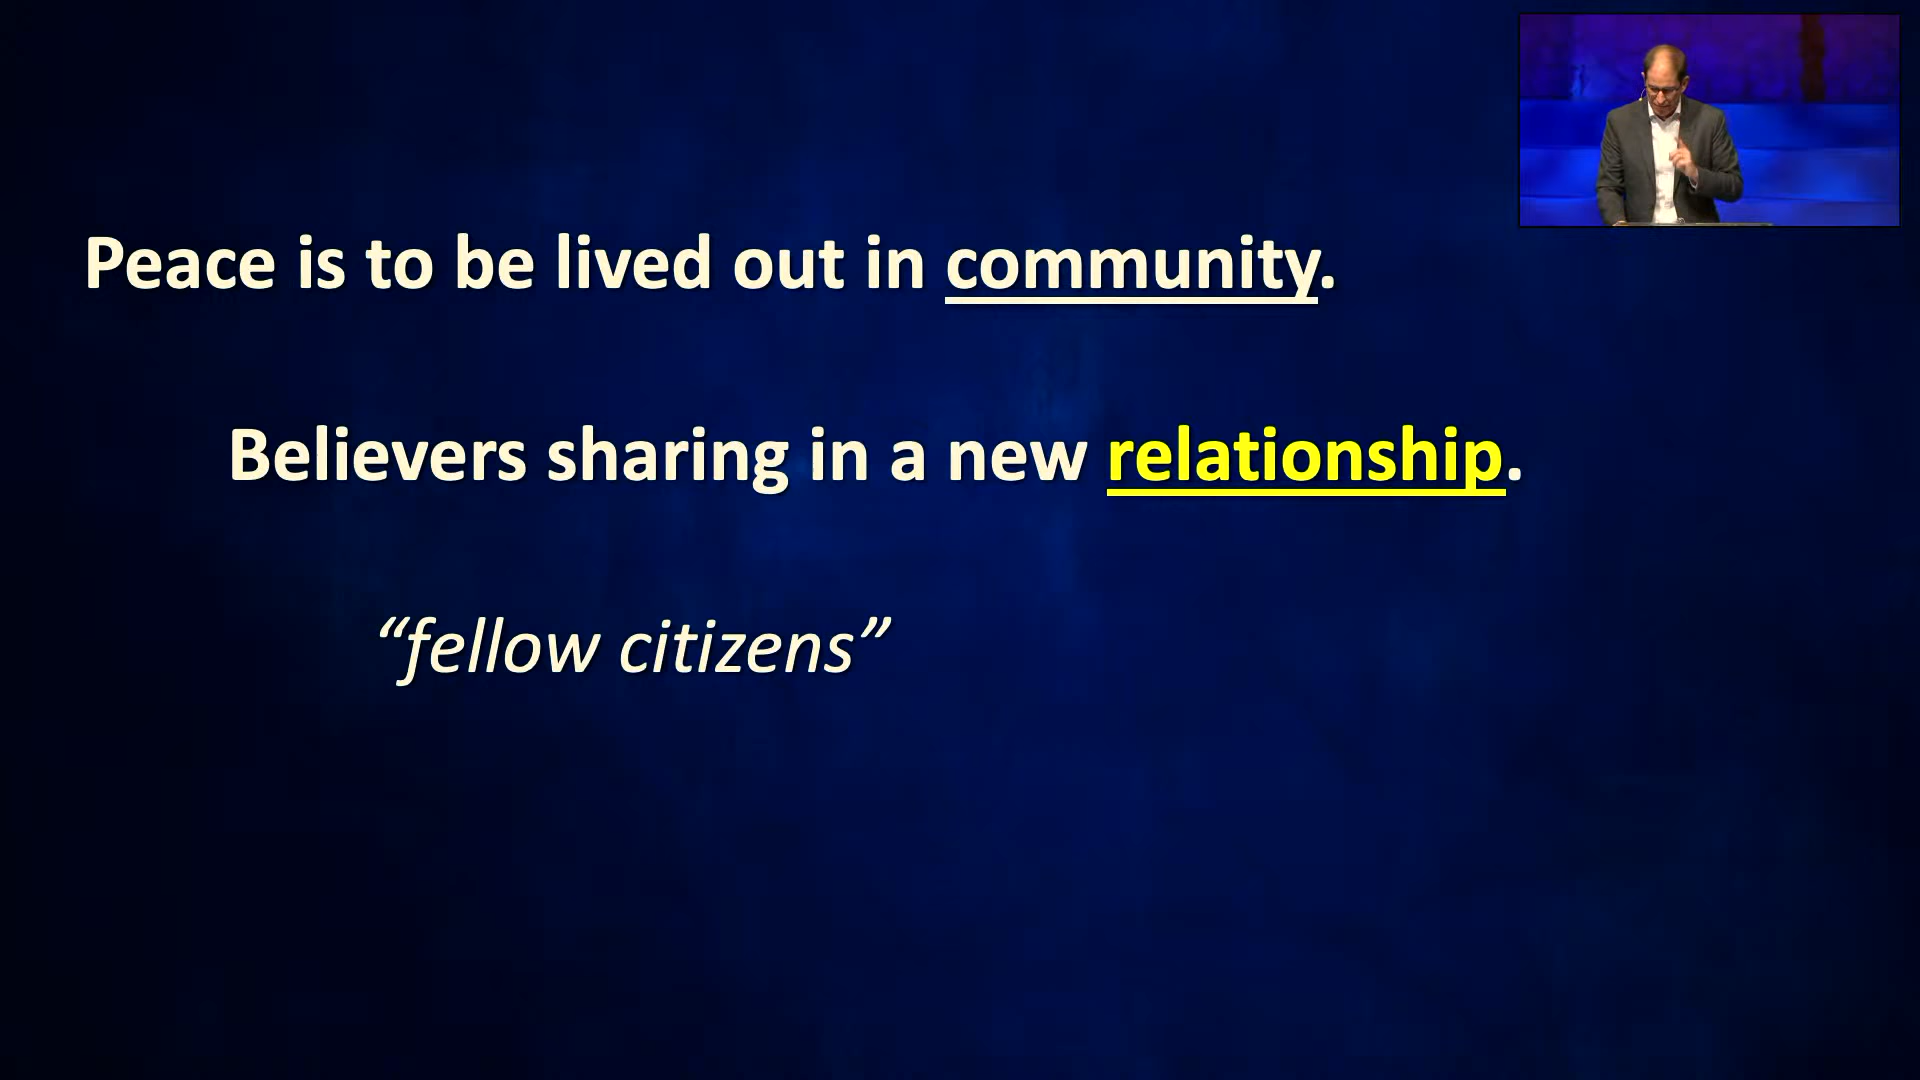 Peace is to be lived out in community.
Believers sharing in a new relationship.
“fellow citizens”